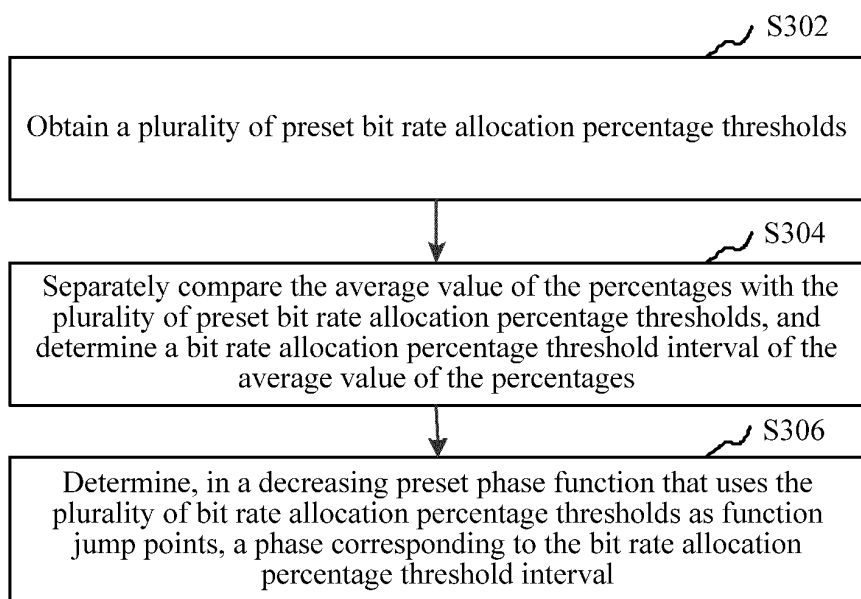 S302
Obtain a plurality of preset bit rate allocation percentage thresholds
S304
Separately compare the average value of the percentages with the
plurality of preset bit rate allocation percentage thresholds, and
determine a bit rate allocation percentage threshold interval of the
average value of the percentages
S306
Determine, in a decreasing preset phase function that uses the
plurality of bit rate allocation percentage thresholds as function
jump points, a phase corresponding to the bit rate allocation
percentage threshold interval